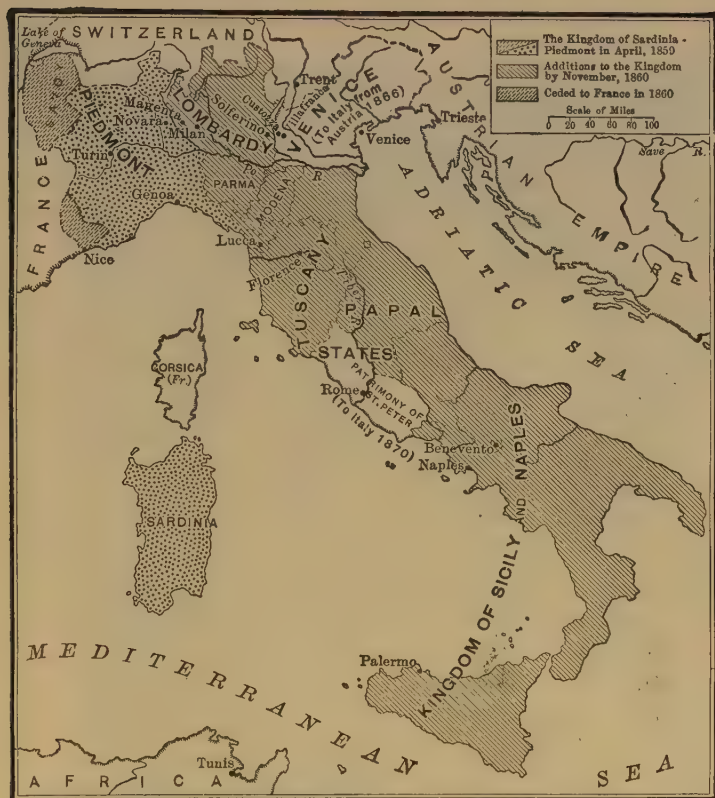 Lake of
Geneva
SWITZERLAND
The Kingdom of Sardinia -
Piedmont in April, 1859
Additions to the Kingdom
by November, 1860
Ceded to France in 1860
Scale of Miles
0 20 40 60 80 100
AUSTRIAN EMPIRE
Trent
VENICE
(To Italy from
Austria 1866)
Villafranca
Custozza
Solferino
LOMBARDY
Magenta
Novara
Milan
PIEDMONT
Turin
Venice
Trieste
Save R.
Po R
PARMA
MODENA
Genoa
FRANCE
Nice
Lucca
Florence
TUSCANY
Tiber R.
PAPAL
STATES
ADRIATIC SEA
CORSICA
(Fr.)
PATRIMONY OF
ST. PETER
Rome
(To Italy 1870)
Benevento
Naples
KINGDOM OF SICILY AND NAPLES
SARDINIA
MEDITERRANEAN SEA
Palermo
Tunis
AFRICA